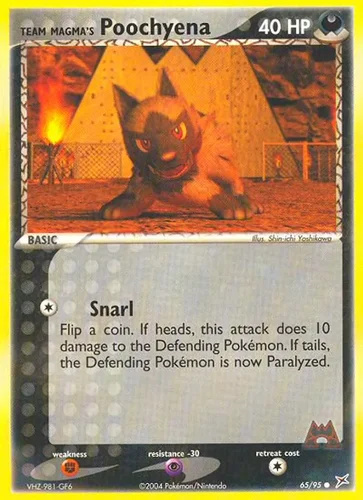 TEAM MAGMA'S Poochyena 40 HP
BASIC
Illus. Shin-ichi Yoshikawa
Snarl
Flip a coin. If heads, this attack does 10
damage to the Defending Pokémon. If tails,
the Defending Pokémon is now Paralyzed.
weakness resistance -30 retreat cost
VHZ-981-GF6 ©2004 Pokémon/Nintendo 65/95